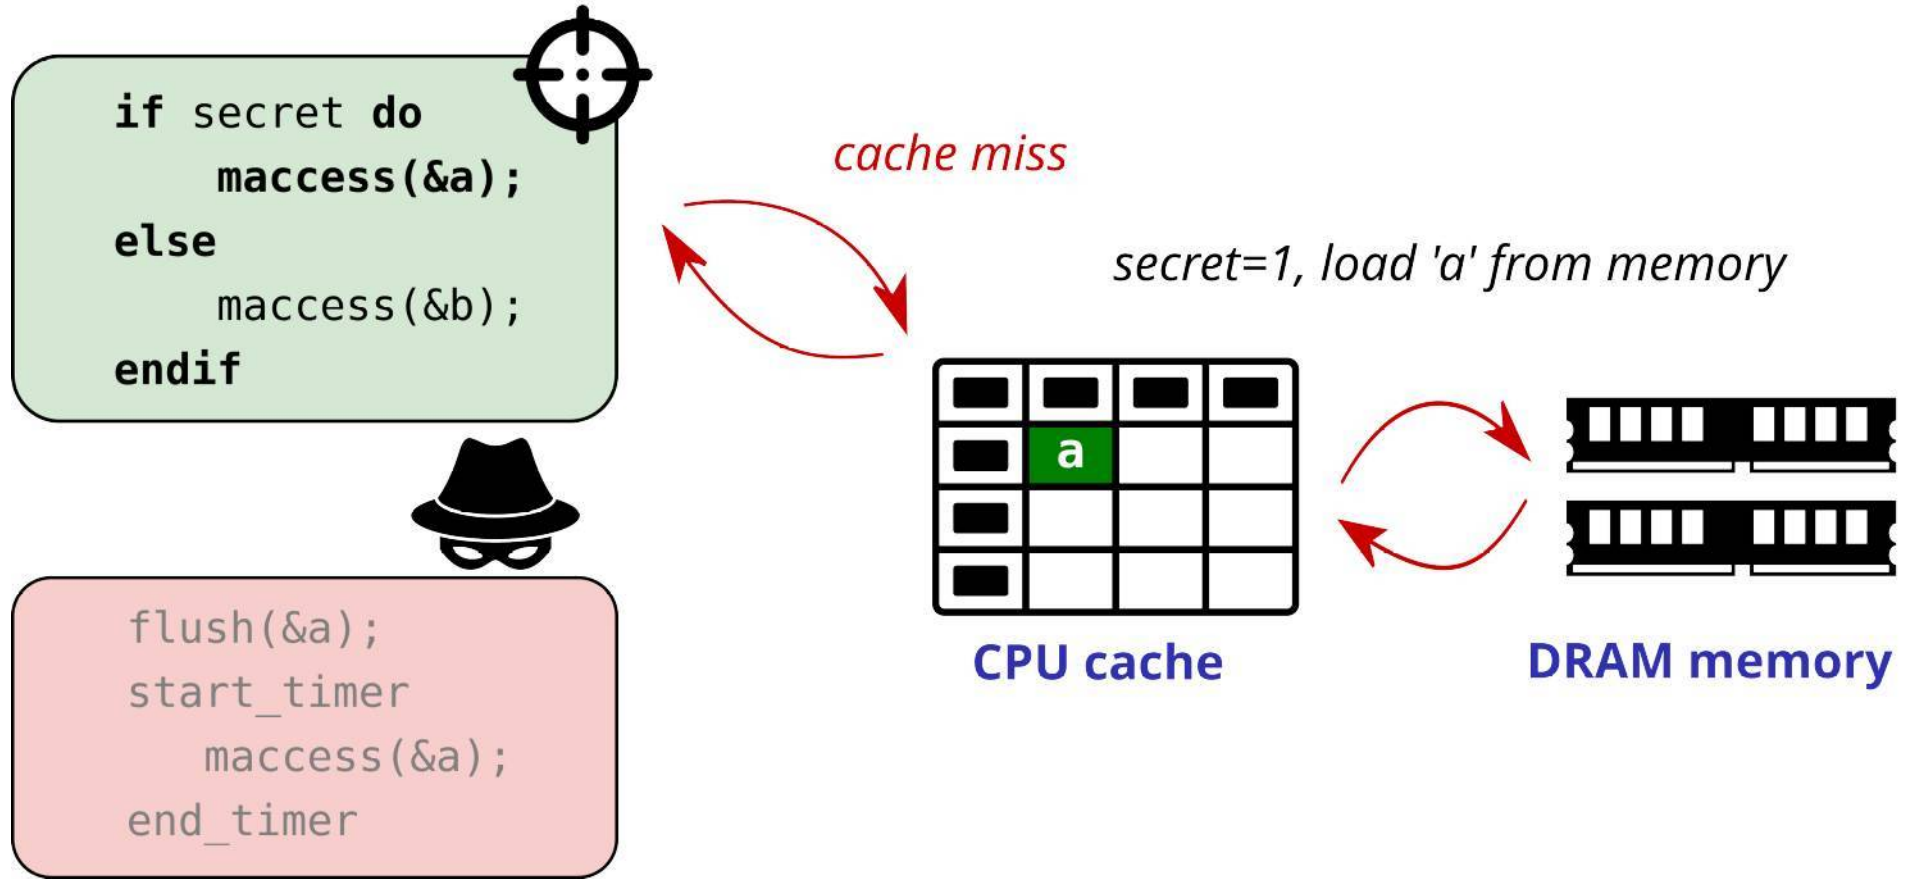 if secret do
maccess(&a);
else
maccess(&b);
endif
cache miss
secret=1, load 'a' from memory
a
CPU cache
DRAM memory
flush(&a);
start_timer
maccess(&a);
end_timer